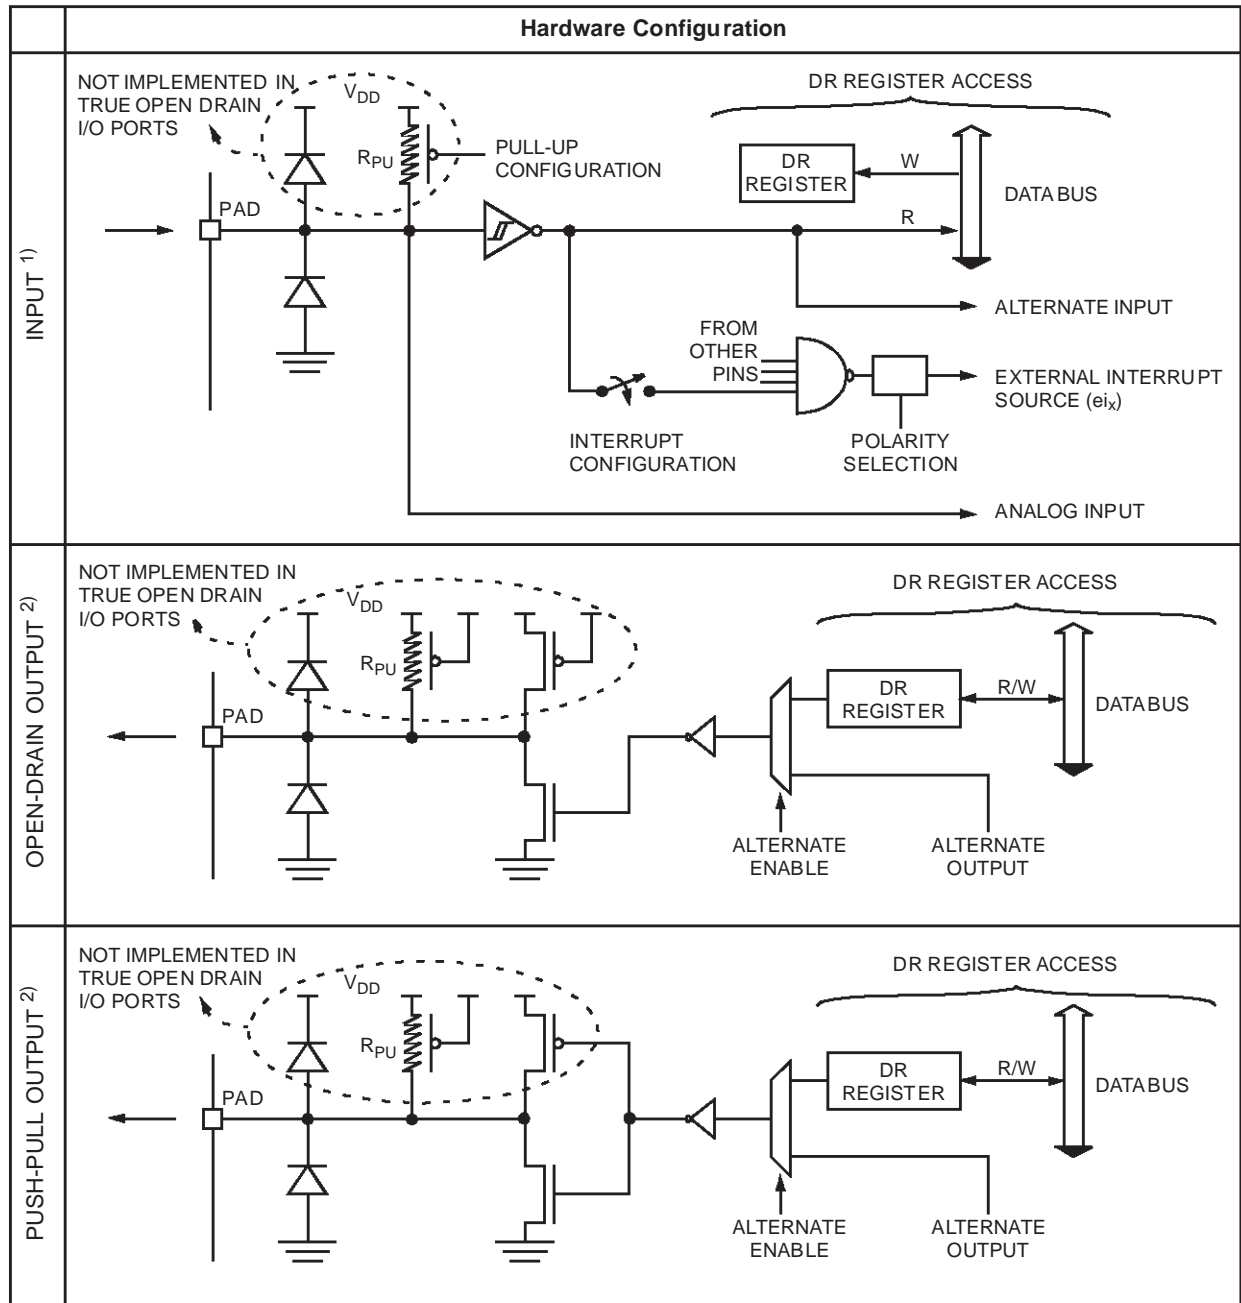 Hardware Configuration
INPUT 1)
NOT IMPLEMENTED IN
TRUE OPEN DRAIN
I/O PORTS
VDD
RPU
PULL-UP
CONFIGURATION
PAD
DR REGISTER ACCESS
DR
REGISTER
W
R
DATA BUS
ALTERNATE INPUT
FROM
OTHER
PINS
EXTERNAL INTERRUPT
SOURCE (eix)
INTERRUPT
CONFIGURATION
POLARITY
SELECTION
ANALOG INPUT
OPEN-DRAIN OUTPUT 2)
NOT IMPLEMENTED IN
TRUE OPEN DRAIN
I/O PORTS
VDD
RPU
PAD
DR REGISTER ACCESS
DR
REGISTER
R/W
DATA BUS
ALTERNATE
ENABLE
ALTERNATE
OUTPUT
PUSH-PULL OUTPUT 2)
NOT IMPLEMENTED IN
TRUE OPEN DRAIN
I/O PORTS
VDD
RPU
PAD
DR REGISTER ACCESS
DR
REGISTER
R/W
DATA BUS
ALTERNATE
ENABLE
ALTERNATE
OUTPUT